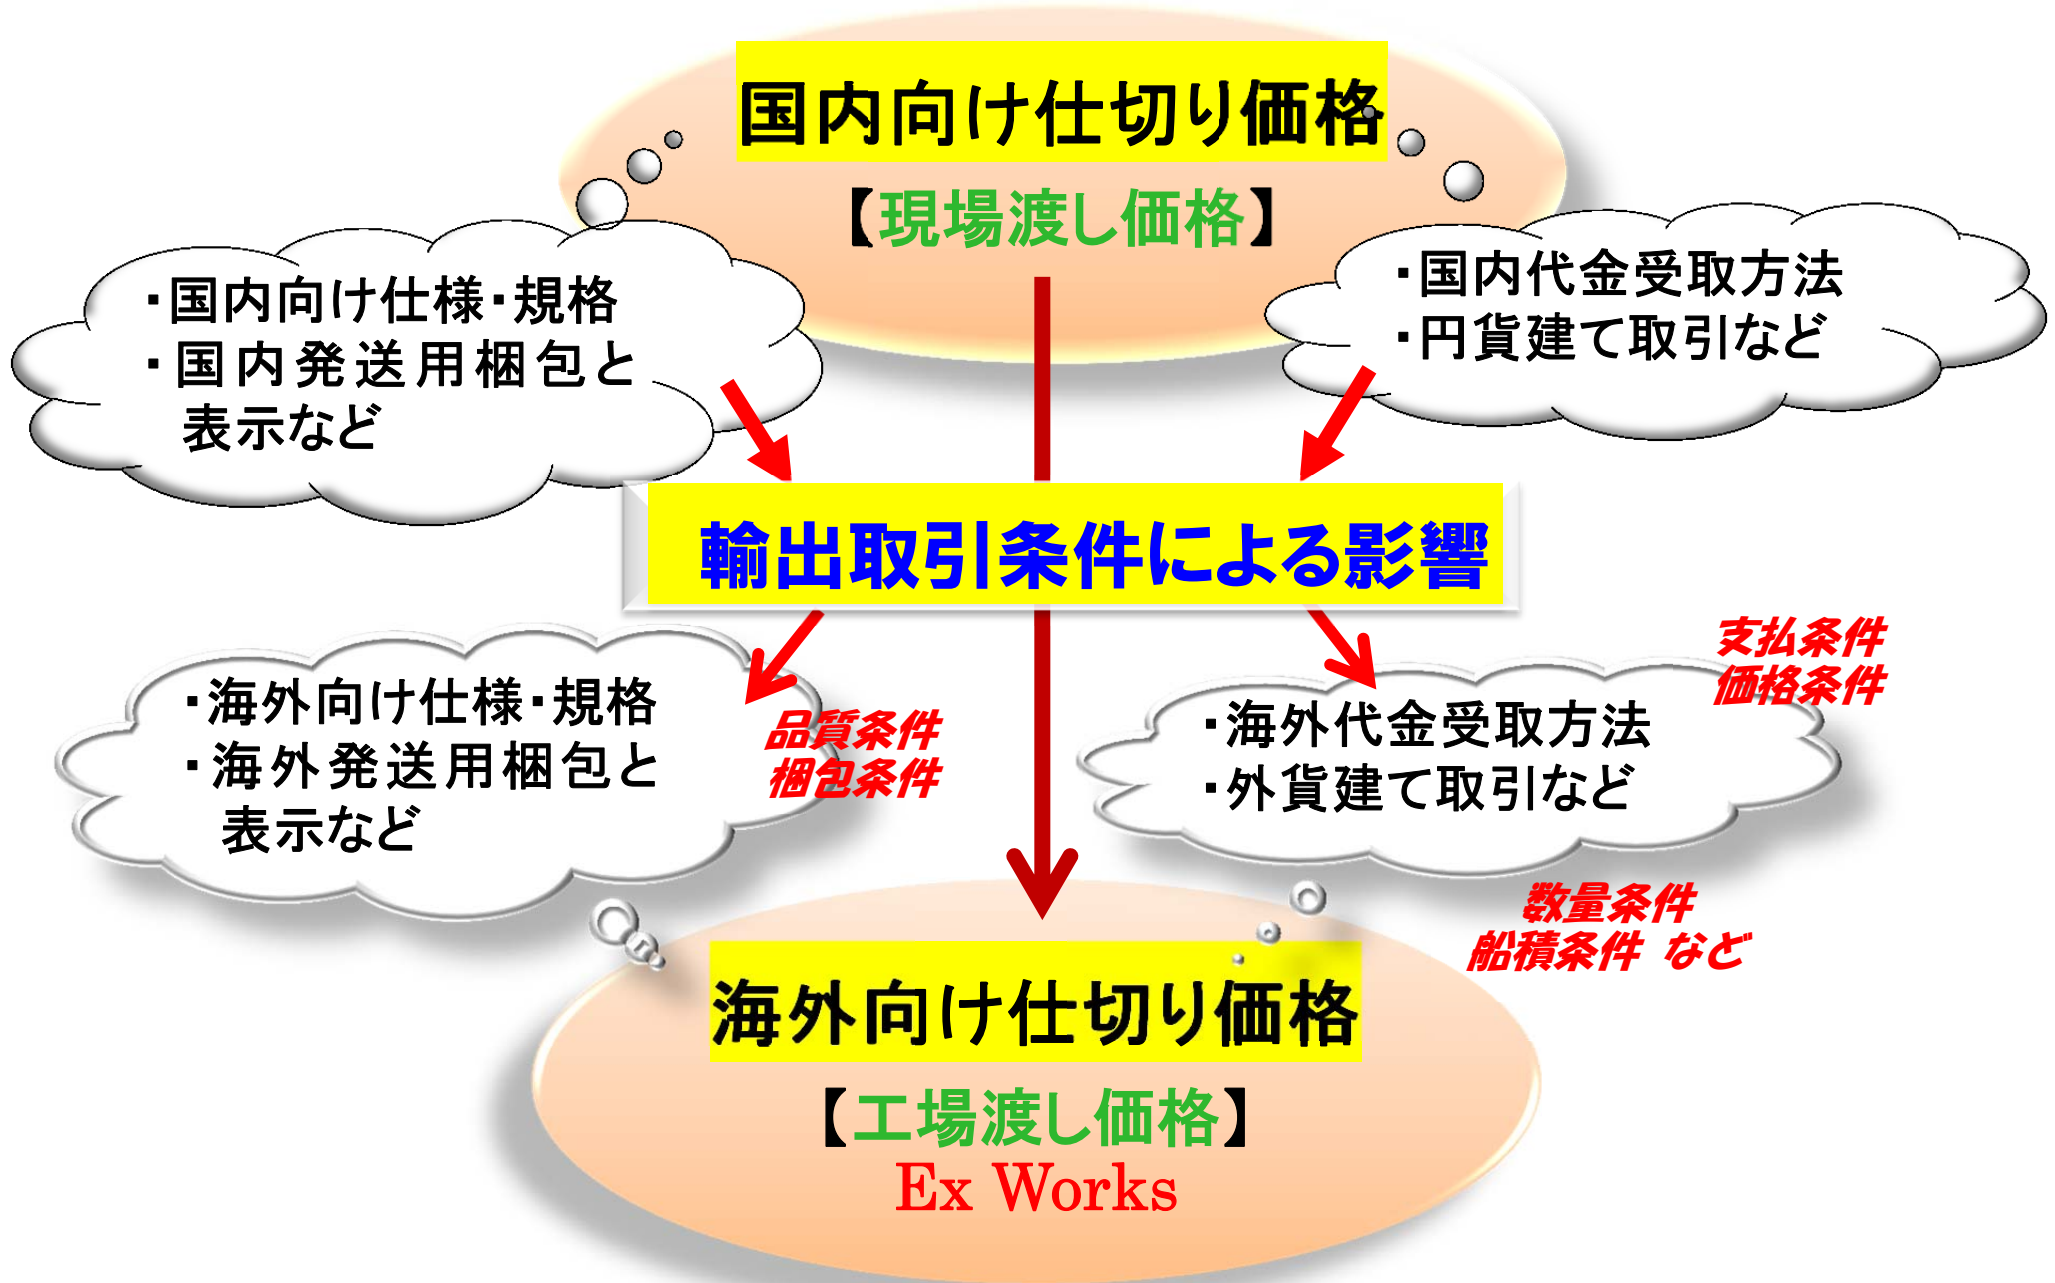 国内向け仕切り価格
【現場渡し価格】
・国内向け仕様・規格
・国内発送用梱包と
表示など
・国内代金受取方法
・円貨建て取引など
輸出取引条件による影響
・海外向け仕様・規格
・海外発送用梱包と
表示など
品質条件
梱包条件
支払条件
価格条件
・海外代金受取方法
・外貨建て取引など
数量条件
船積条件 など
海外向け仕切り価格
【工場渡し価格】
Ex Works